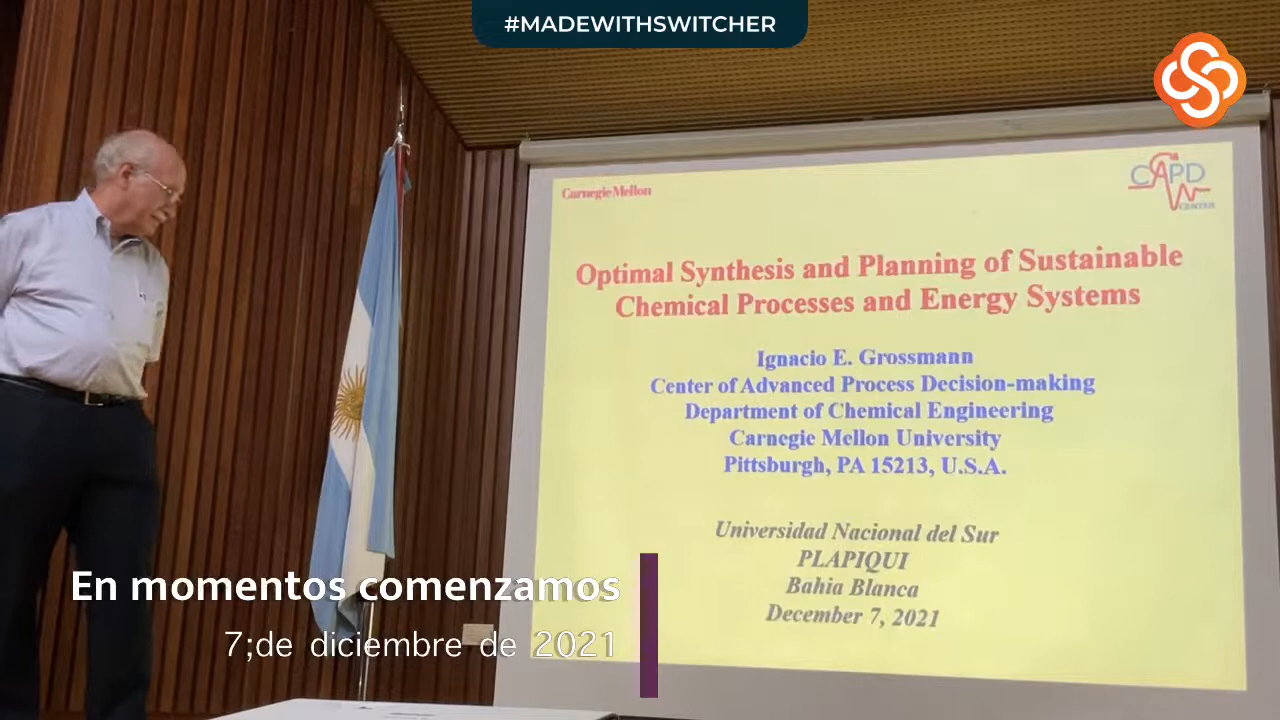 #MADEWITHSWITCHER
Carnegie Mellon
CAPD
CENTER
Optimal Synthesis and Planning of Sustainable
Chemical Processes and Energy Systems
Ignacio E. Grossmann
Center of Advanced Process Decision-making
Department of Chemical Engineering
Carnegie Mellon University
Pittsburgh, PA 15213, U.S.A.
Universidad Nacional del Sur
PLAPIQUI
Bahia Blanca
December 7, 2021
En momentos comenzamos
7;de diciembre de 2021